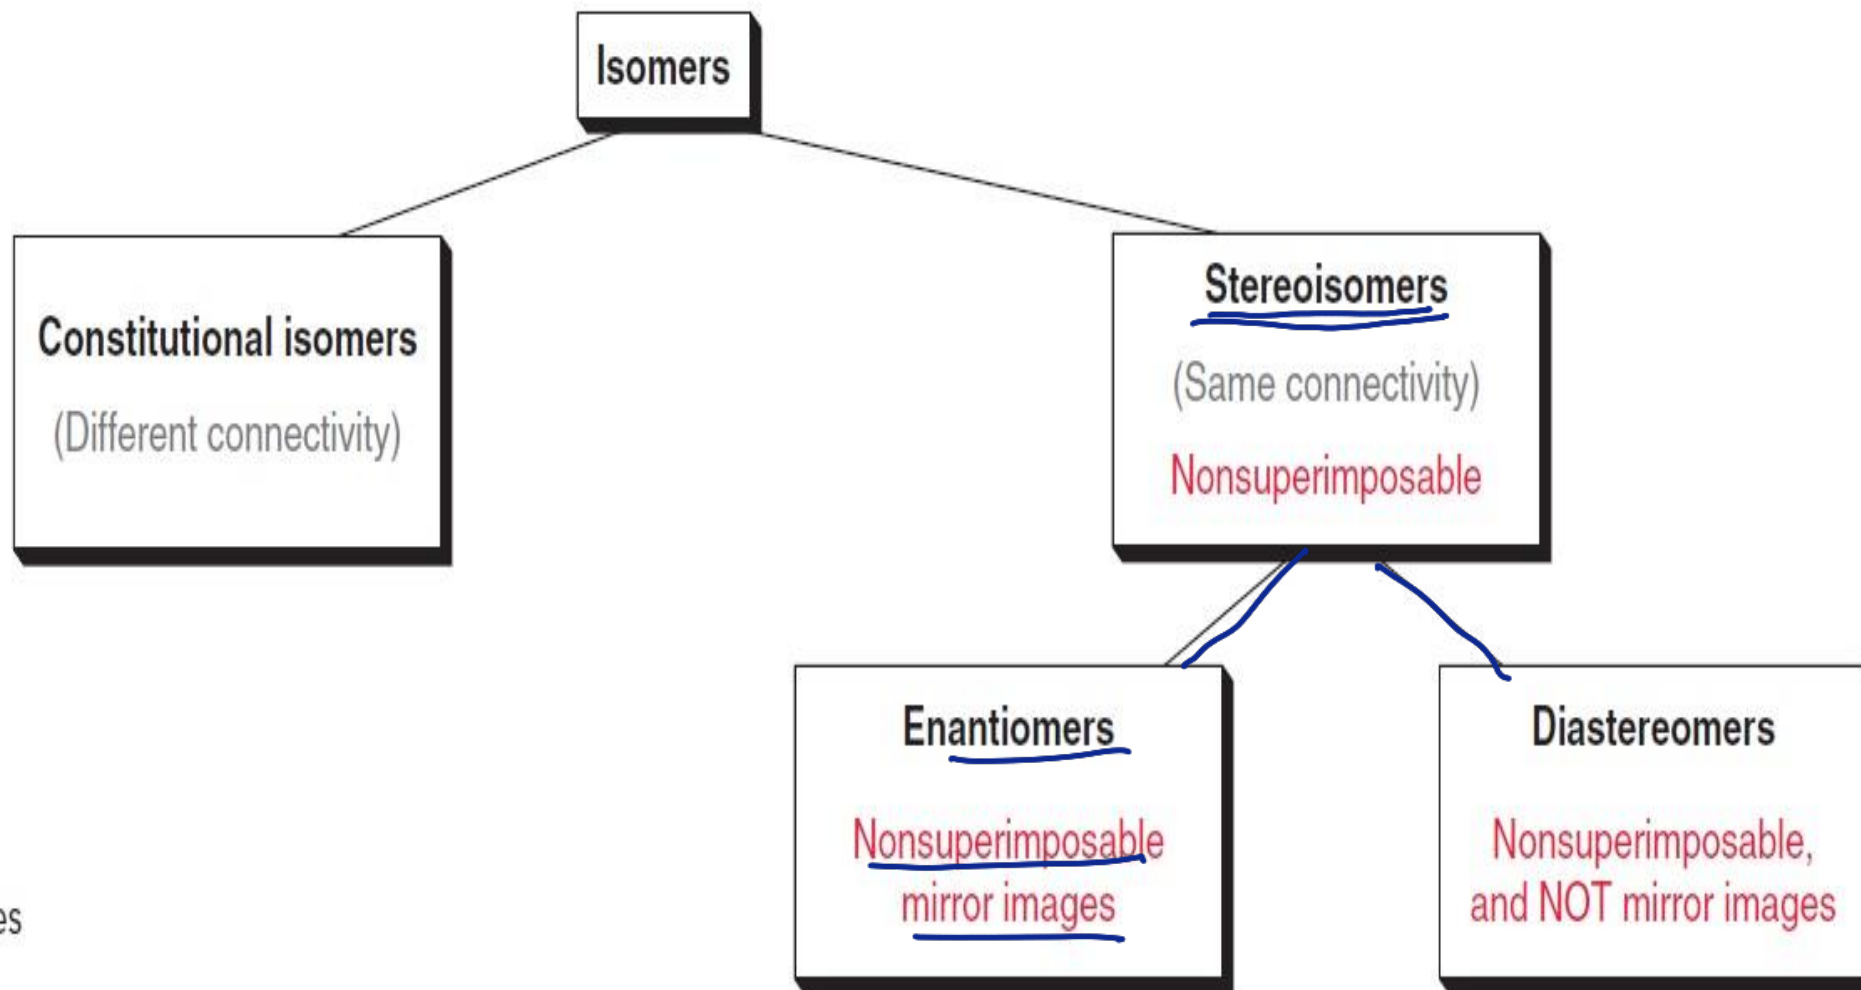 Isomers
Constitutional isomers
(Different connectivity)
Stereoisomers
(Same connectivity)
Nonsuperimposable
Enantiomers
Nonsuperimposable
mirror images
Diastereomers
Nonsuperimposable,
and NOT mirror images
es